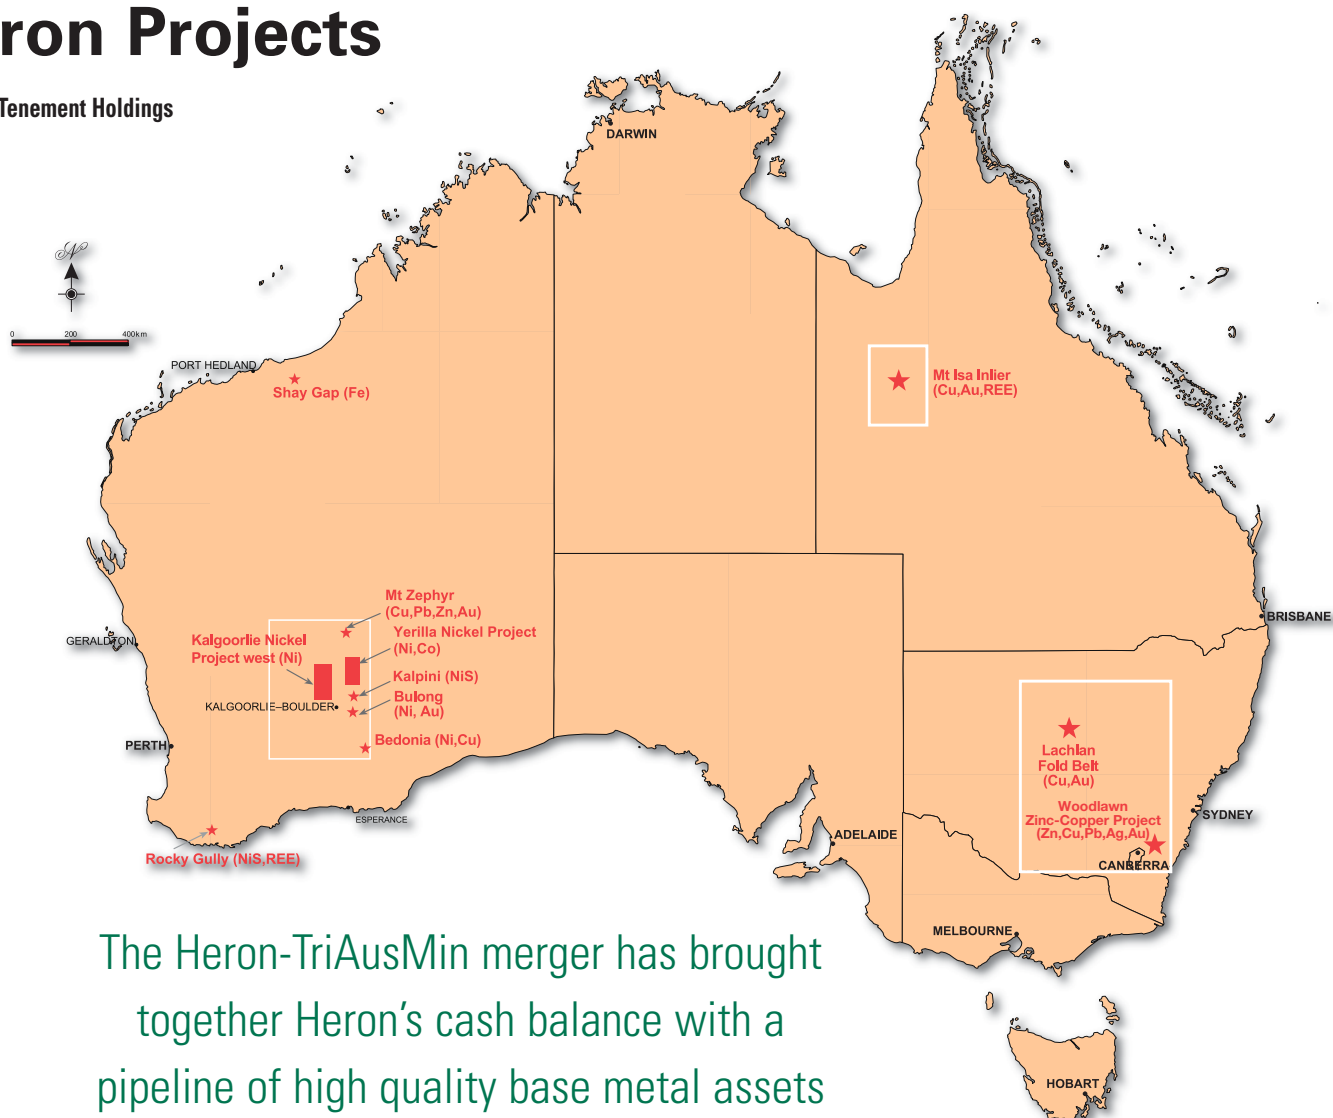 ron Projects
Tenement Holdings
N
0 200 400km
DARWIN
PORT HEDLAND
Shay Gap (Fe)
Mt Isa Inlier
(Cu,Au,REE)
Mt Zephyr
(Cu,Pb,Zn,Au)
Yerilla Nickel Project
(Ni,Co)
Kalgoorlie Nickel
Project west (Ni)
Kalpini (NiS)
Bulong
(Ni, Au)
KALGOORLIE–BOULDER
Bedonia (Ni,Cu)
GERALDTON
PERTH
ESPERANCE
Rocky Gully (NiS,REE)
BRISBANE
Lachlan
Fold Belt
(Cu,Au)
Woodlawn
Zinc-Copper Project
(Zn,Cu,Pb,Ag,Au)
SYDNEY
CANBERRA
ADELAIDE
MELBOURNE
HOBART
The Heron-TriAusMin merger has brought
together Heron's cash balance with a
pipeline of high quality base metal assets